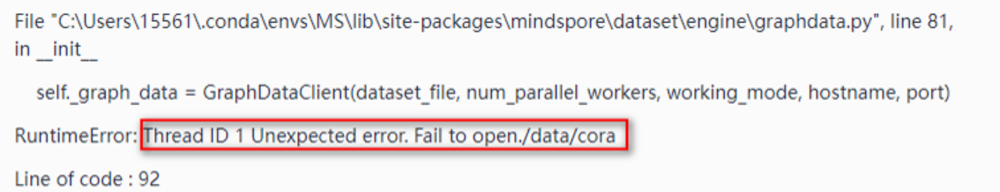 File "C:\Users\15561\.conda\envs\MS\lib\site-packages\mindspore\dataset\engine\graphdata.py", line 81,
in __init__
self._graph_data = GraphDataClient(dataset_file, num_parallel_workers, working_mode, hostname, port)
RuntimeError: Thread ID 1 Unexpected error. Fail to open./data/cora
Line of code : 92